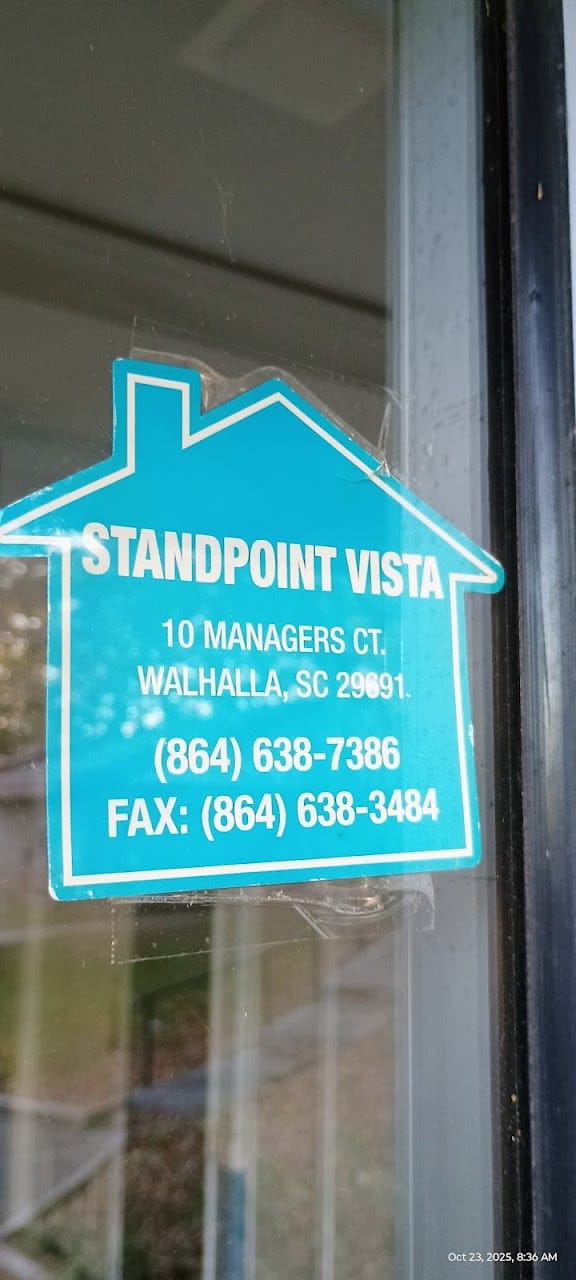 STANDPOINT VISTA
10 MANAGERS CT.
WALHALLA, SC 29691
(864) 638-7386
FAX: (864) 638-3484
Oct 23, 2025, 8:36 AM